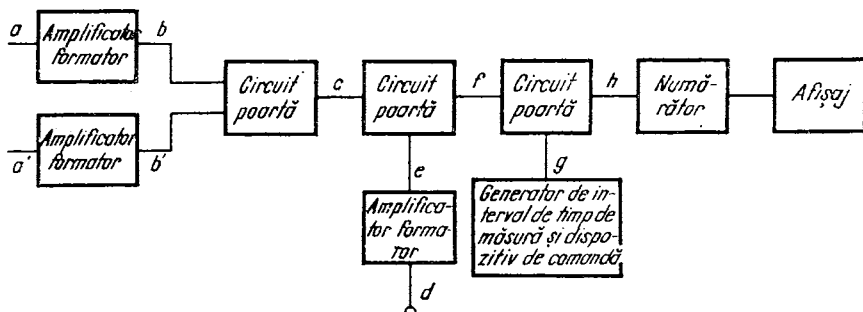 a
Amplificator
formator
b
a'
Amplificator
formator
b'
Circuit
poartă
c
Circuit
poartă
f
Circuit
poartă
h
Numă-
rător
Afișaj
e
Amplifica-
tor forma-
tor
d
g
Generator de in-
terval de timp de
măsură și dispo-
zitiv de comandă